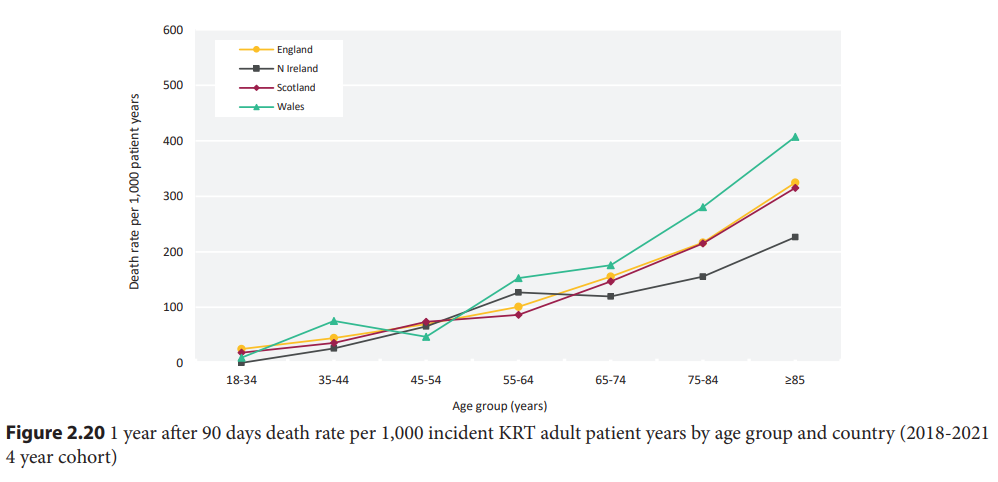 600
500
400
300
200
100
0
England
N Ireland
Scotland
Wales
Death rate per 1,000 patient years
18-34 35-44 45-54 55-64 65-74 75-84 ≥85
Age group (years)
Figure 2.20 1 year after 90 days death rate per 1,000 incident KRT adult patient years by age group and country (2018-2021
4 year cohort)